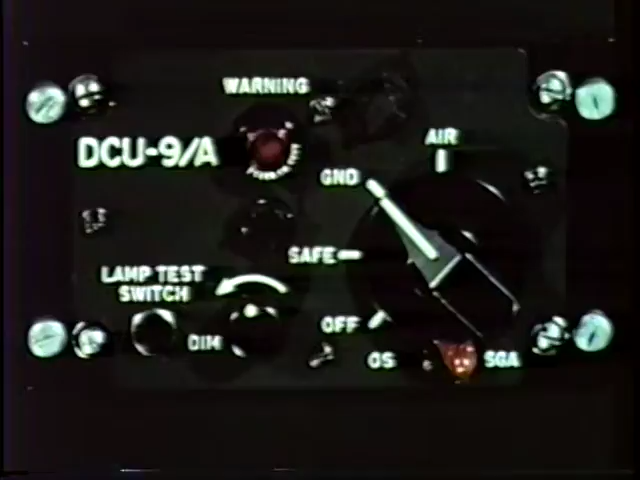 WARNING
DCU-9/A
AIR
GND
SAFE
LAMP TEST
SWITCH
DIM
OFF
OS
SGA